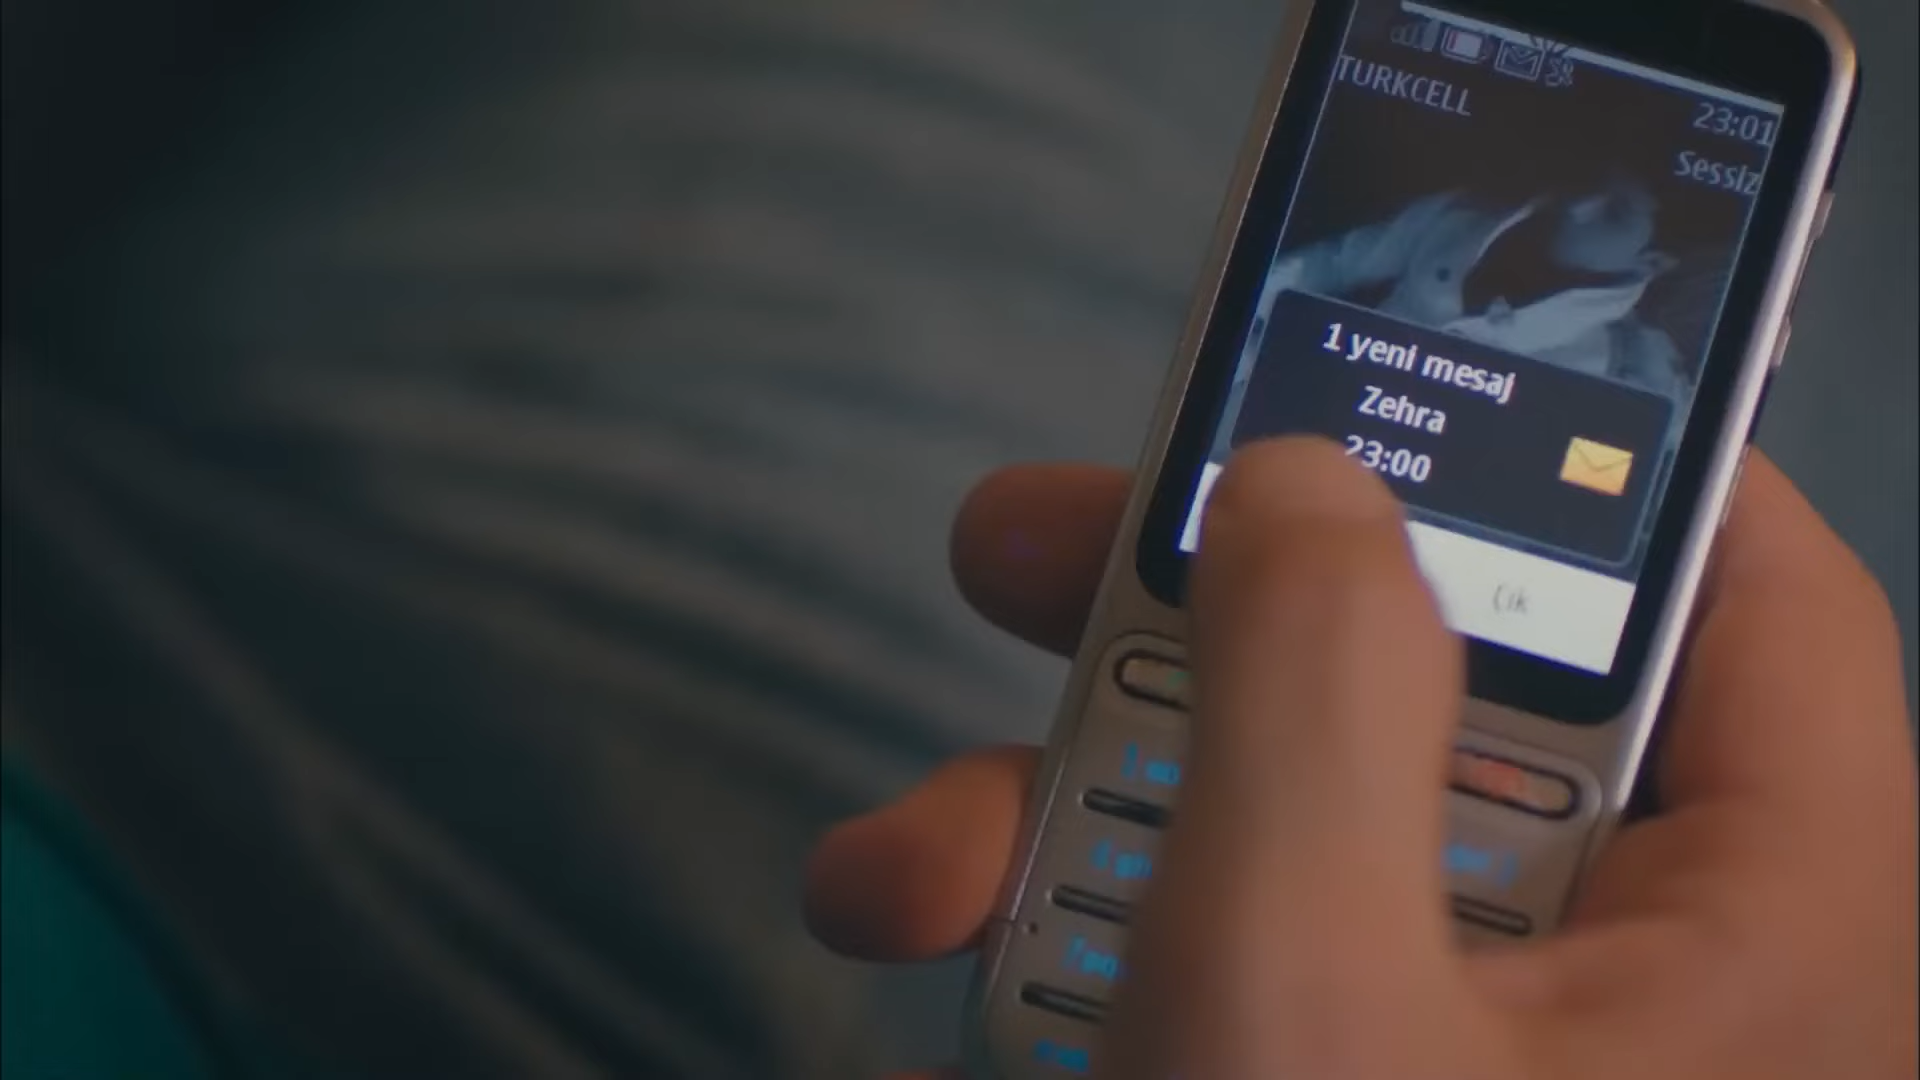 TURKCELL
23:01
Sessiz
1 yeni mesaj
Zehra
23:00
Çık